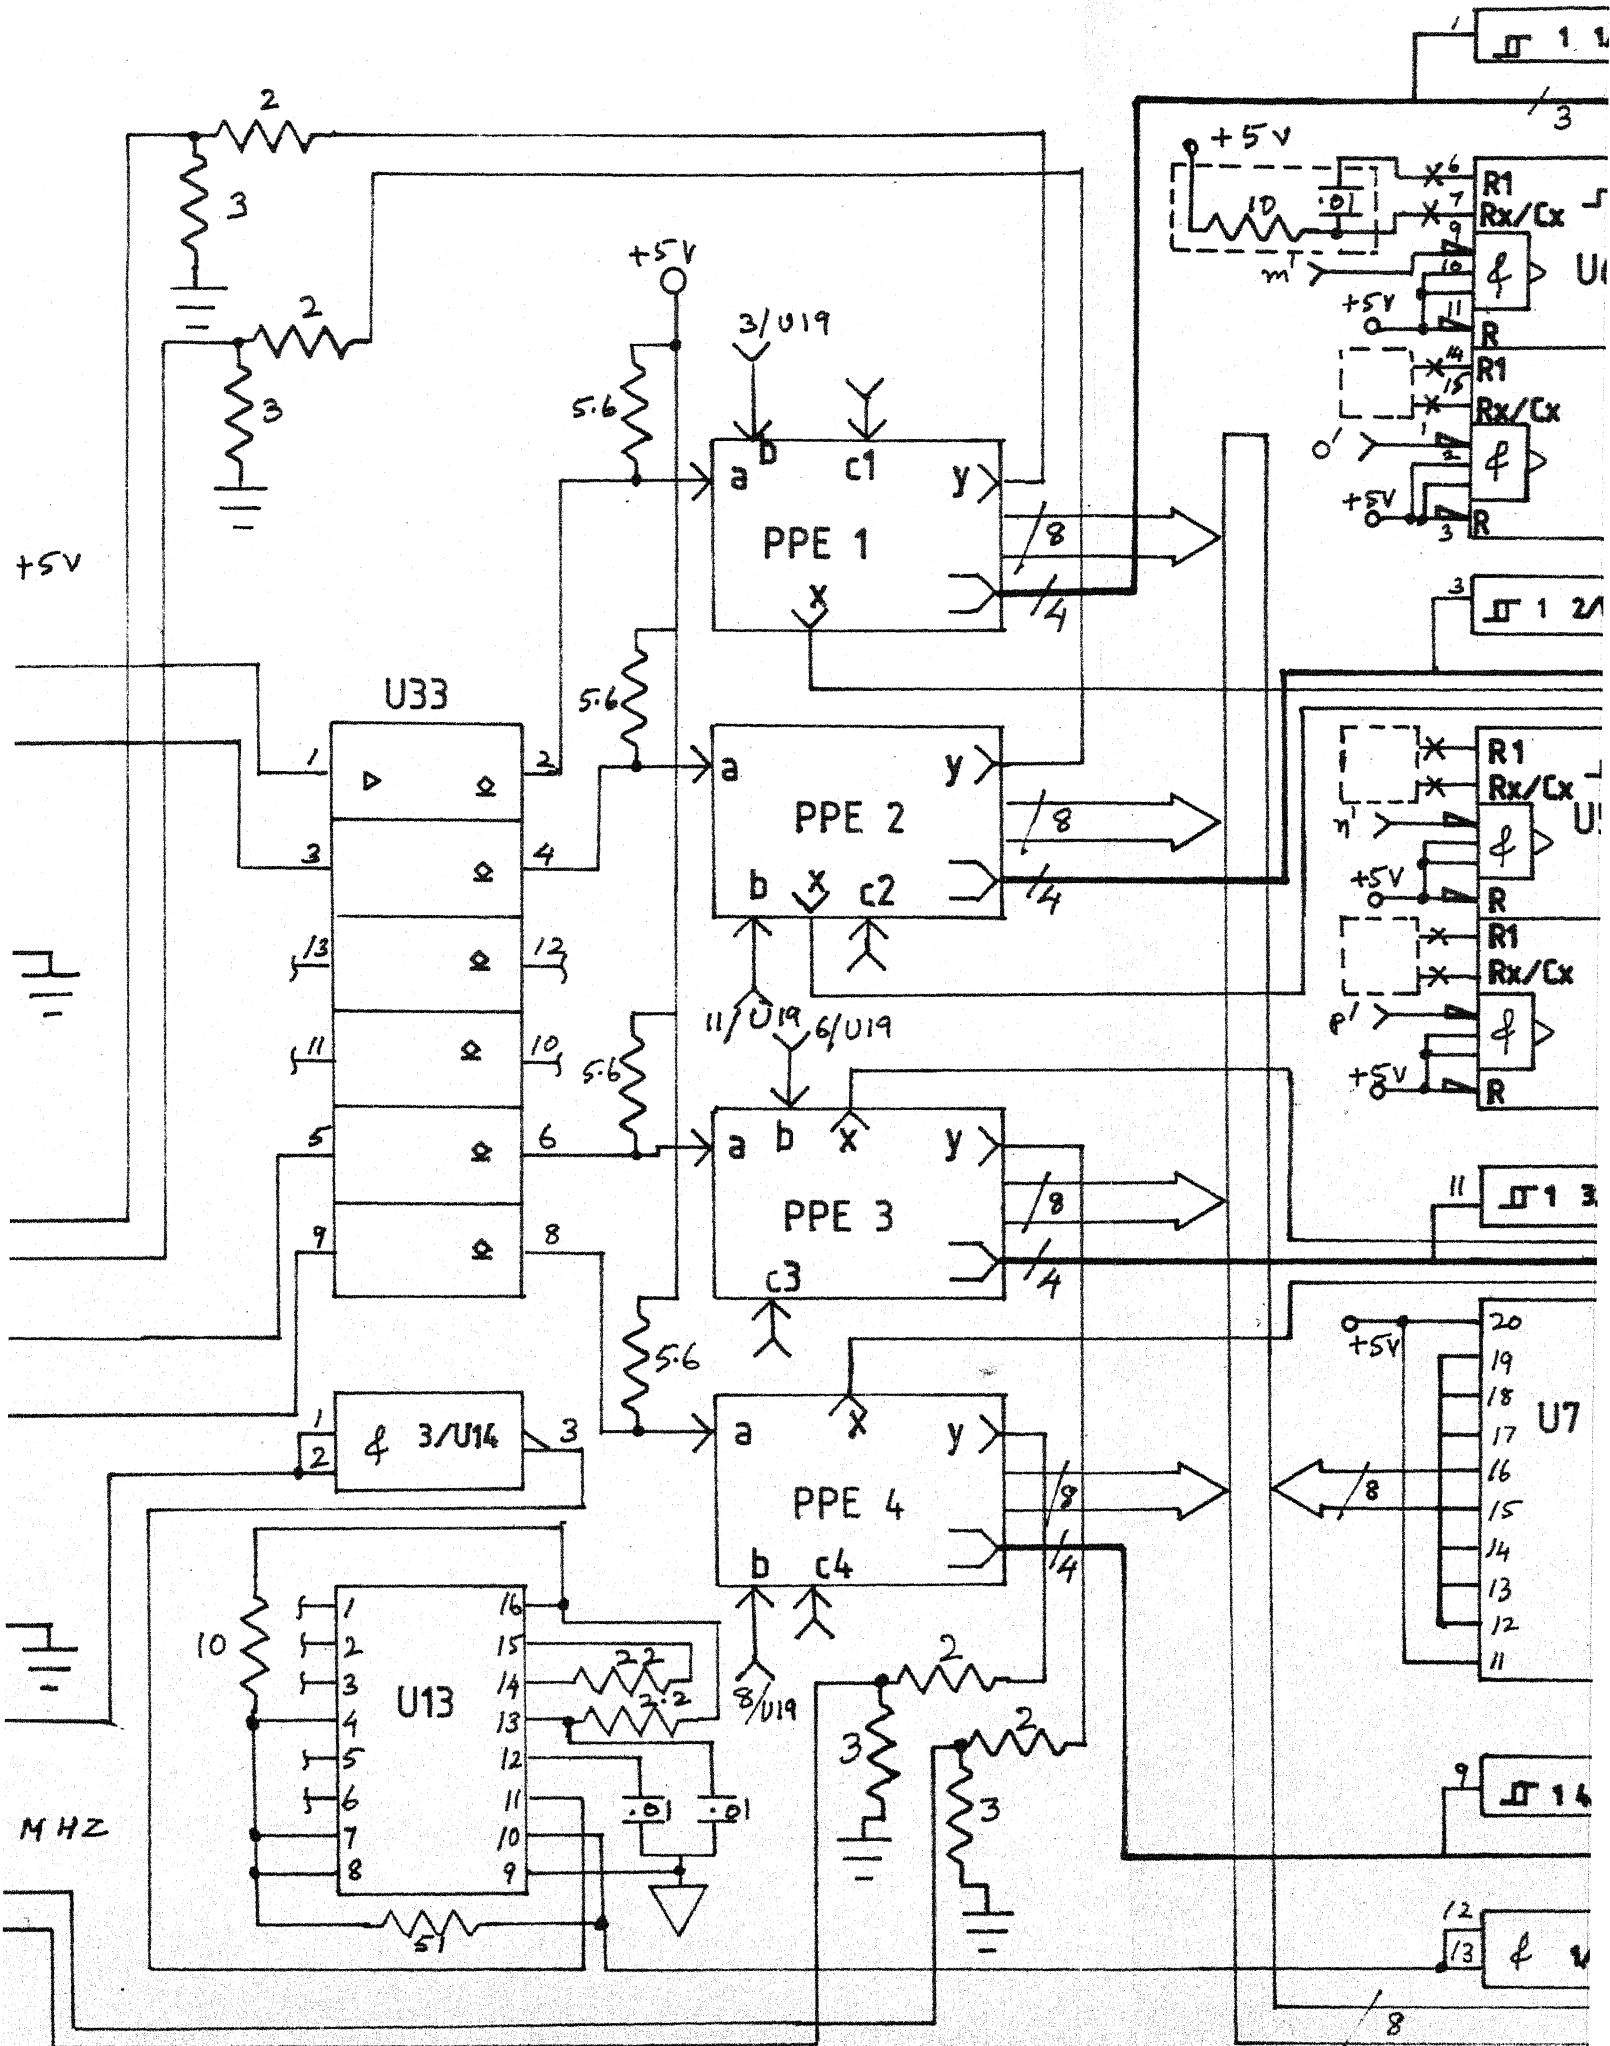 1
1 1/
3
2
+5V
6
R1
.01
10
7
Rx/Cx
3
9
10
&
m'
+5V
11
R
+5V
2
3/U19
14
R1
15
Rx/Cx
3
5.6
1
O'
2
&
b
c1
a
y
+5V
3
R
8
PPE 1
+5V
x
4
3
1 2/
5.6
U33
1
2
a
y
R1
Rx/Cx
PPE 2
8
n'
&
3
4
b
x
c2
4
+5V
R
13
12
R1
Rx/Cx
11/U19
6/U19
p'
&
11
10
5.6
+5V
R
5
6
a
b
x
y
11
1 3
PPE 3
8
9
8
c3
4
20
+5V
19
5.6
18
U7
1
3/U14
3
a
x
y
17
&
2
16
8
8
15
PPE 4
14
b
c4
4
13
12
1
16
11
10
2
15
22
2
3
14
2.2
8/U19
U13
4
13
2
5
12
3
9
1 4
6
11
.01
.01
3
MHZ
7
10
8
9
12
51
13
&
8